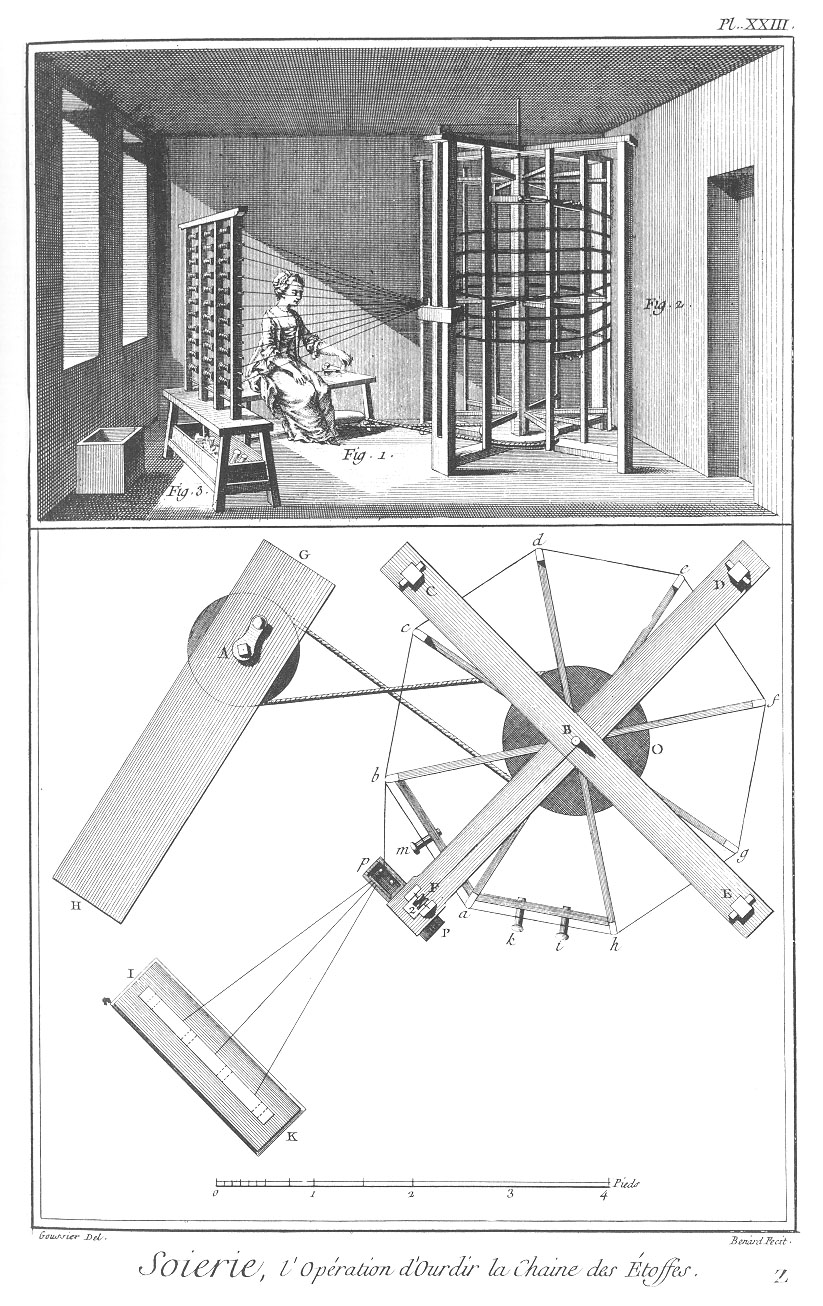 Pl. XXIII.
Fig. 2.
Fig. 1.
Fig. 3.
G
d
C
D
e
c
A
f
B
O
b
m
g
p
P
2
E
a
H
P
k
i
h
I
K
0 1 2 3 4 Pieds
Goussier Del.
Benard Fecit.
Soierie, l'Opération d'Ourdir la Chaine des Étoffes.